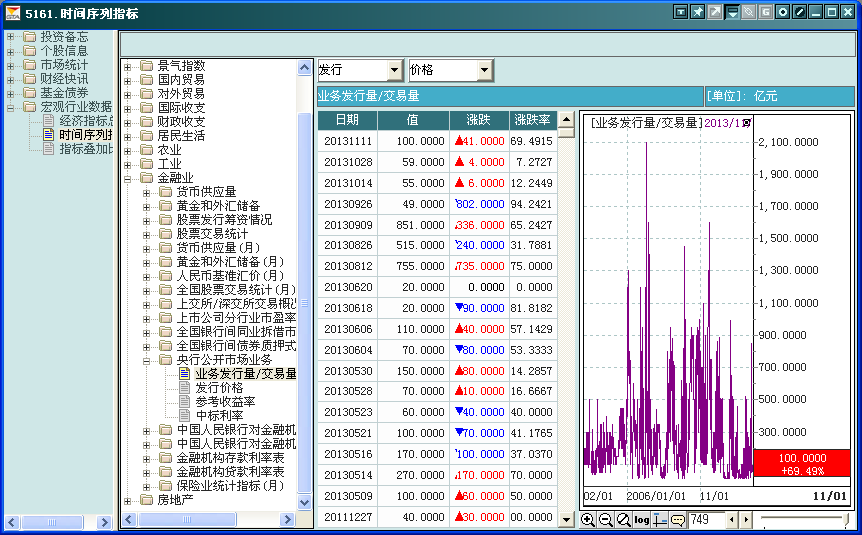 5161.时间序列指标
投资备忘
个股信息
市场统计
财经快讯
基金债券
宏观行业数据
经济指标总
时间序列指
指标叠加比
景气指数
国内贸易
对外贸易
国际收支
财政收支
居民生活
农业
工业
金融业
货币供应量
黄金和外汇储备
股票发行筹资情况
股票交易统计
货币供应量(月)
黄金和外汇储备(月)
人民币基准汇价(月)
全国股票交易统计(月)
上交所/深交所交易概况
上市公司分行业市盈率
全国银行间同业拆借市
全国银行间债券质押式
央行公开市场业务
业务发行量/交易量
发行价格
参考收益率
中标利率
中国人民银行对金融机
中国人民银行对金融机
金融机构存款利率表
金融机构贷款利率表
保险业统计指标(月)
房地产
发行 价格
业务发行量/交易量 [单位]: 亿元
日期 值 涨跌 涨跌率
20131111 100.0000 ▲41.0000 69.4915
20131028 59.0000 ▲ 4.0000 7.2727
20131014 55.0000 ▲ 6.0000 12.2449
20130926 49.0000 802.0000 94.2421
20130909 851.0000 336.0000 65.2427
20130826 515.0000 240.0000 31.7881
20130812 755.0000 735.0000 75.0000
20130620 20.0000 0.0000 0.0000
20130618 20.0000 ▼90.0000 81.8182
20130606 110.0000 ▲40.0000 57.1429
20130604 70.0000 ▼80.0000 53.3333
20130530 150.0000 ▲80.0000 14.2857
20130528 70.0000 ▲10.0000 16.6667
20130523 60.0000 ▼40.0000 40.0000
20130521 100.0000 ▼70.0000 41.1765
20130516 170.0000 100.0000 37.0370
20130514 270.0000 170.0000 70.0000
20130509 100.0000 ▲60.0000 50.0000
20111227 40.0000 ▲30.0000 00.0000
[业务发行量/交易量]2013/11
2,100.0000
1,900.0000
1,700.0000
1,500.0000
1,300.0000
1,100.0000
900.0000
700.0000
500.0000
300.0000
100.0000
+69.49%
02/01 2006/01/01 11/01 11/01
log 749